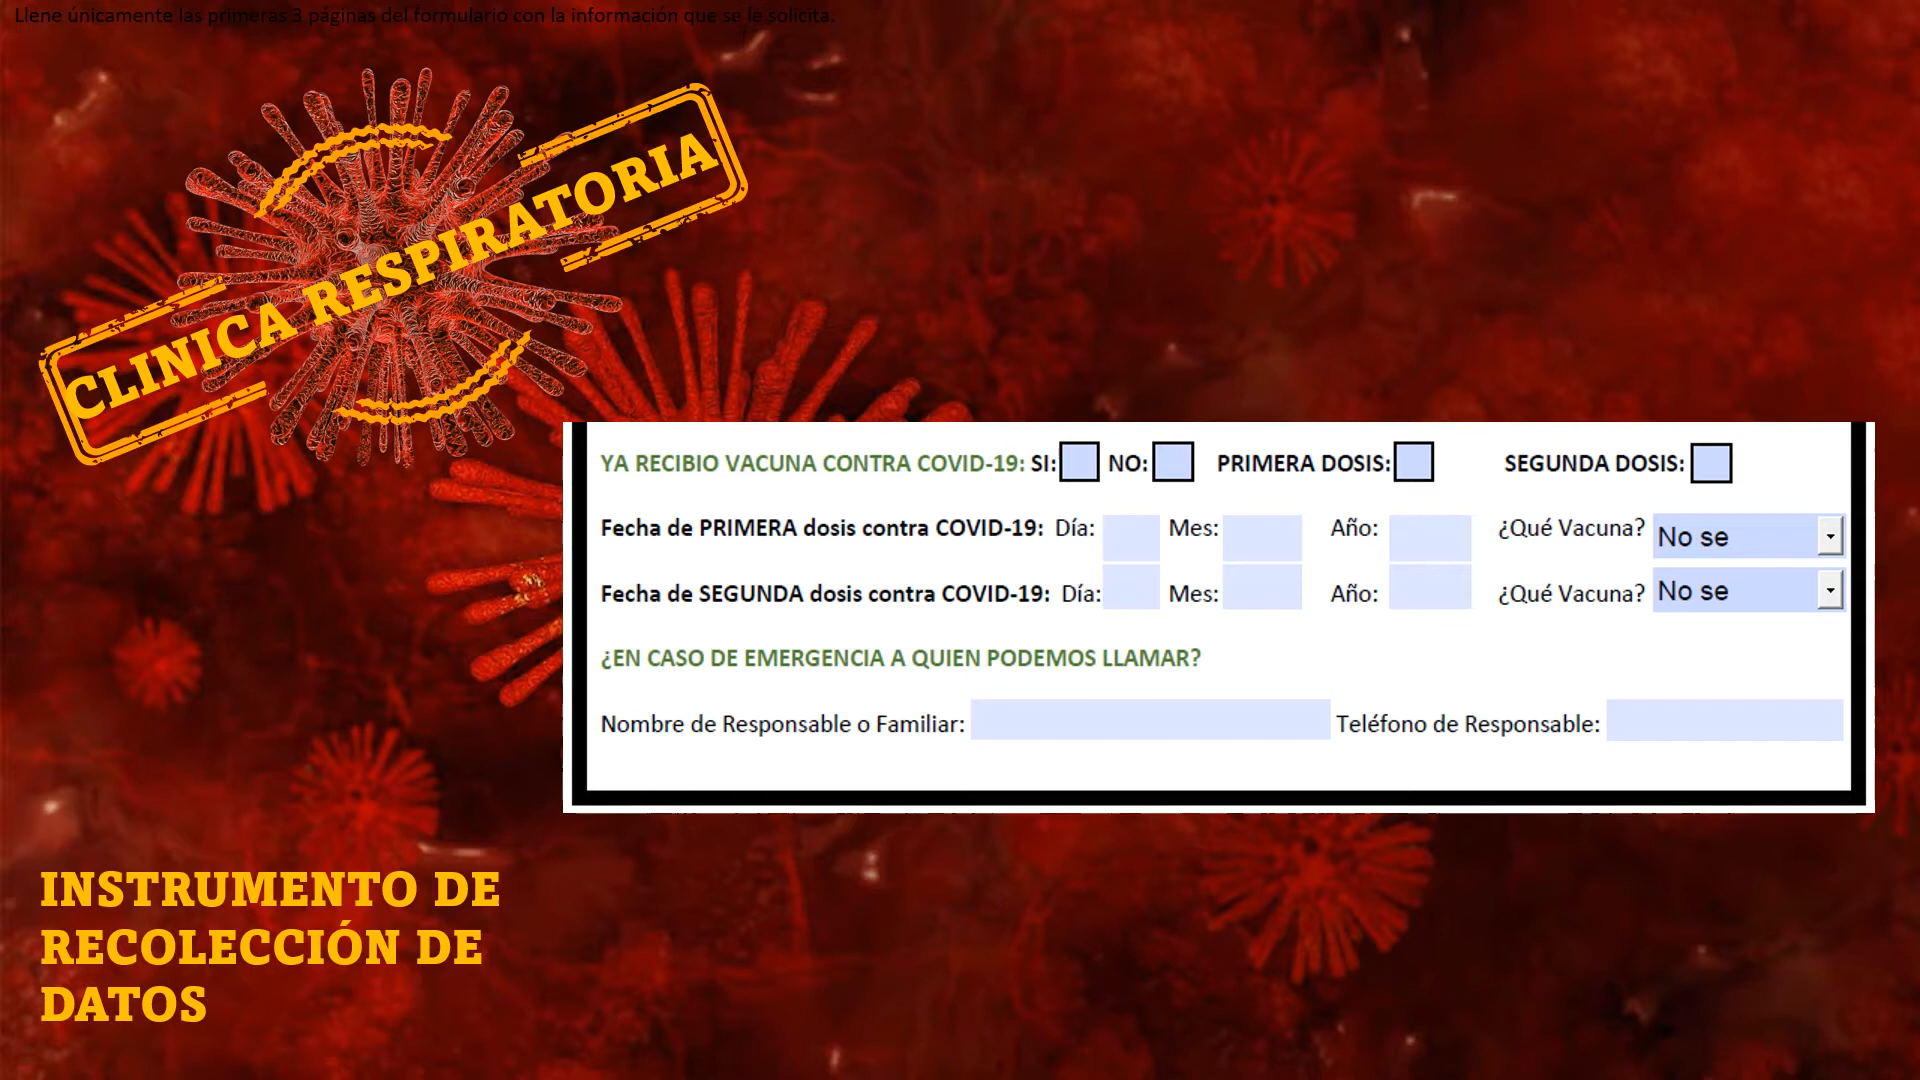 Llene únicamente las primeras 3 páginas del formulario con la información que se le solicita.
CLINICA RESPIRATORIA
YA RECIBIO VACUNA CONTRA COVID-19: SI: NO: PRIMERA DOSIS: SEGUNDA DOSIS:
Fecha de PRIMERA dosis contra COVID-19: Día: Mes: Año: ¿Qué Vacuna? No se
Fecha de SEGUNDA dosis contra COVID-19: Día: Mes: Año: ¿Qué Vacuna? No se
¿EN CASO DE EMERGENCIA A QUIEN PODEMOS LLAMAR?
Nombre de Responsable o Familiar: Teléfono de Responsable:
INSTRUMENTO DE
RECOLECCIÓN DE
DATOS